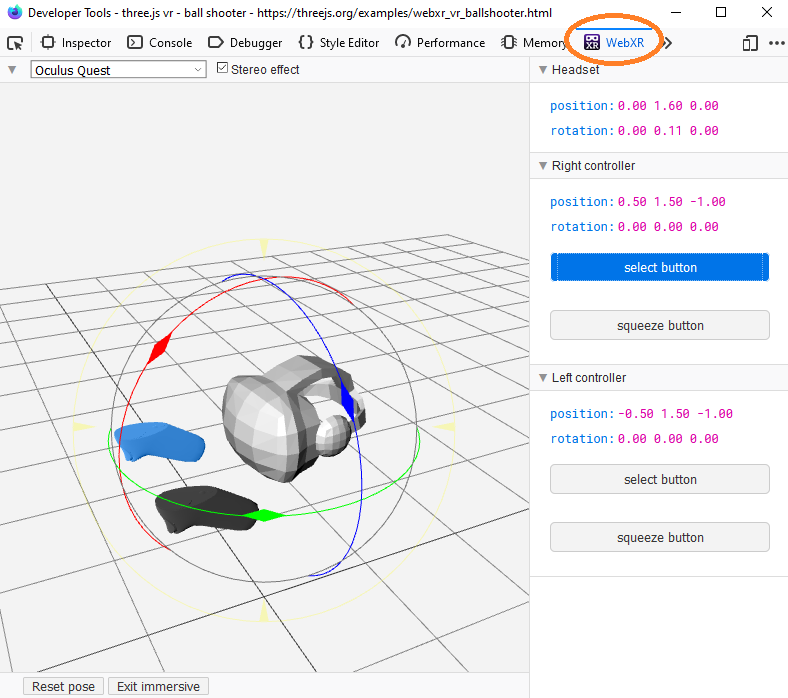 Developer Tools - three.js vr - ball shooter - https://threejs.org/examples/webxr_vr_ballshooter.html
Inspector Console Debugger Style Editor Performance Memory XR WebXR
Oculus Quest Stereo effect
Headset
position: 0.00 1.60 0.00
rotation: 0.00 0.11 0.00
Right controller
position: 0.50 1.50 -1.00
rotation: 0.00 0.00 0.00
select button
squeeze button
Left controller
position: -0.50 1.50 -1.00
rotation: 0.00 0.00 0.00
select button
squeeze button
Reset pose Exit immersive